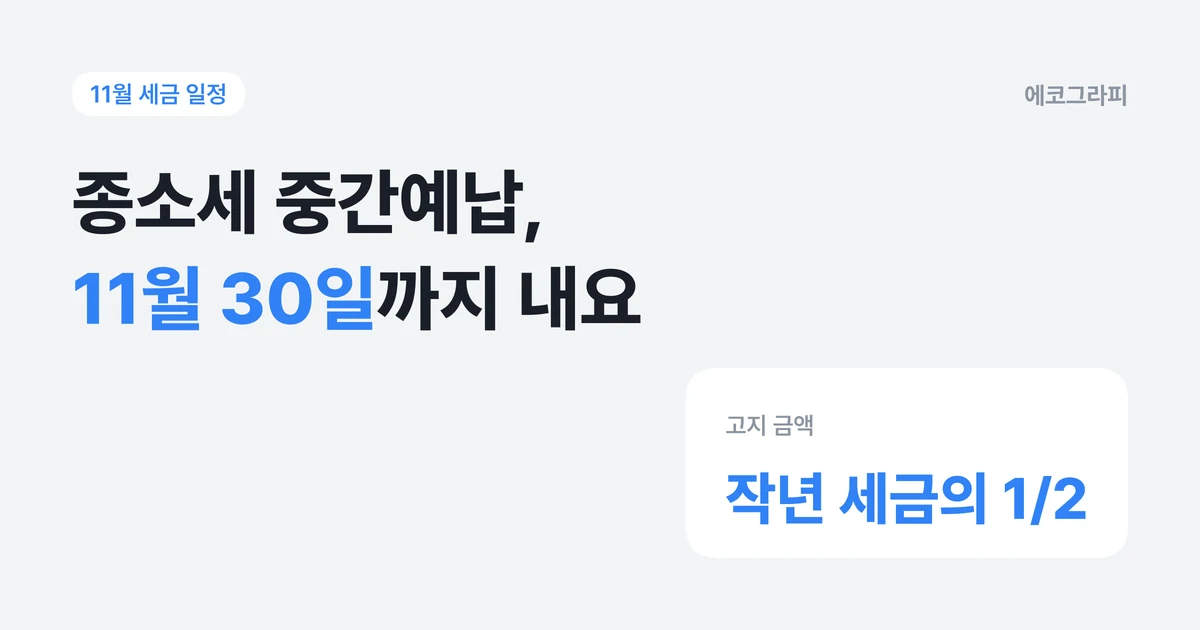 11월 세금 일정
에코그라피
종소세 중간예납,
11월 30일까지 내요
고지 금액
작년 세금의 1/2